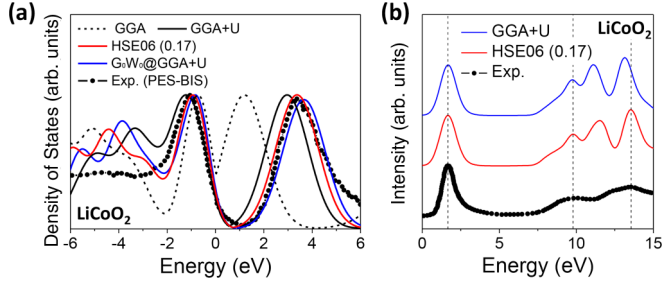 (a)
GGA
GGA+U
HSE06 (0.17)
G₀W₀@GGA+U
Exp. (PES-BIS)
Density of States (arb. units)
LiCoO₂
-6 -4 -2 0 2 4 6
Energy (eV)
(b)
LiCoO₂
GGA+U
HSE06 (0.17)
Exp.
Intensity (arb. units)
0 5 10 15
Energy (eV)